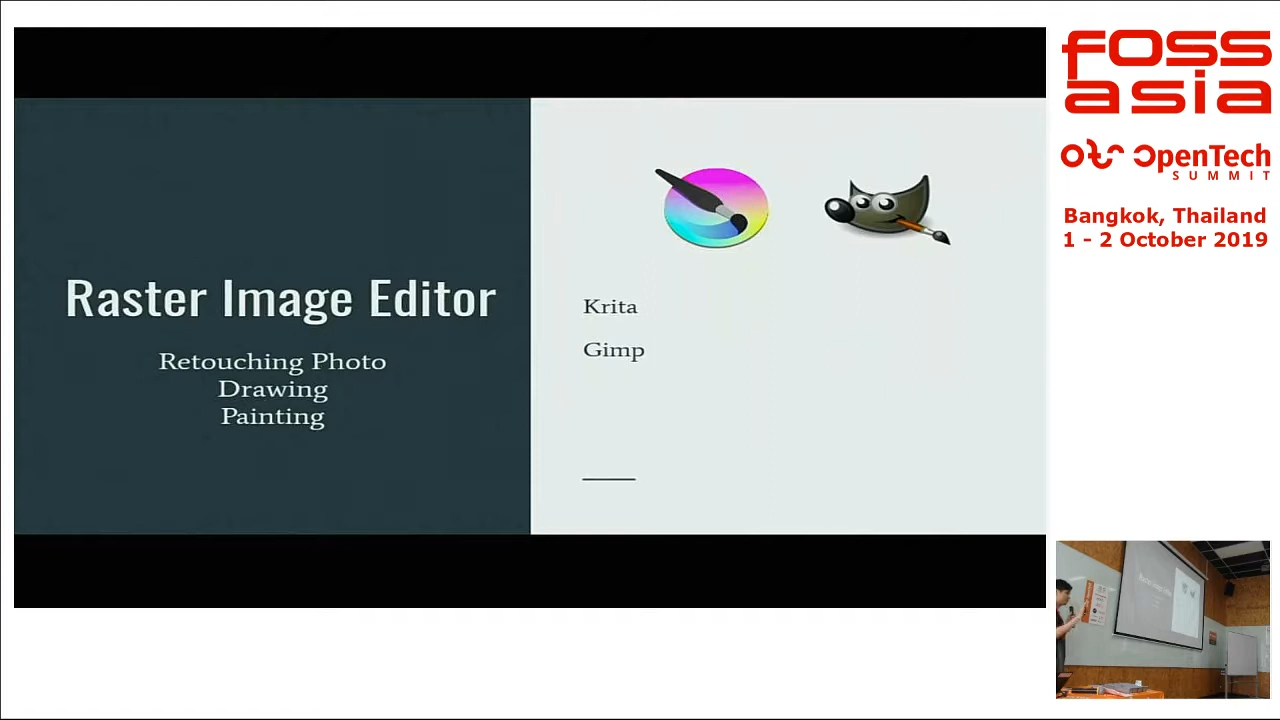 Raster Image Editor
Retouching Photo
Drawing
Painting
Krita
Gimp
foss
asia
OpenTech
SUMMIT
Bangkok, Thailand
1 - 2 October 2019